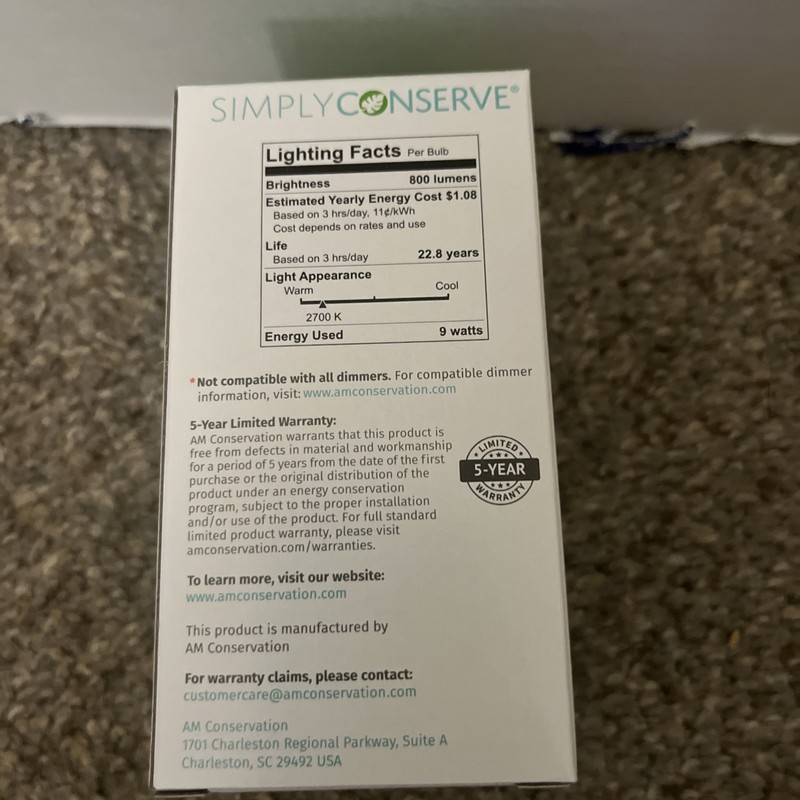 SIMPLYCONSERVE®
Lighting Facts Per Bulb
Brightness 800 lumens
Estimated Yearly Energy Cost $1.08
Based on 3 hrs/day, 11¢/kWh
Cost depends on rates and use
Life
Based on 3 hrs/day 22.8 years
Light Appearance
Warm Cool
2700 K
Energy Used 9 watts
*Not compatible with all dimmers. For compatible dimmer
information, visit: www.amconservation.com
5-Year Limited Warranty:
AM Conservation warrants that this product is
free from defects in material and workmanship
for a period of 5 years from the date of the first
purchase or the original distribution of the
product under an energy conservation
program, subject to the proper installation
and/or use of the product. For full standard
limited product warranty, please visit
amconservation.com/warranties.
LIMITED
5-YEAR
WARRANTY
To learn more, visit our website:
www.amconservation.com
This product is manufactured by
AM Conservation
For warranty claims, please contact:
customercare@amconservation.com
AM Conservation
1701 Charleston Regional Parkway, Suite A
Charleston, SC 29492 USA